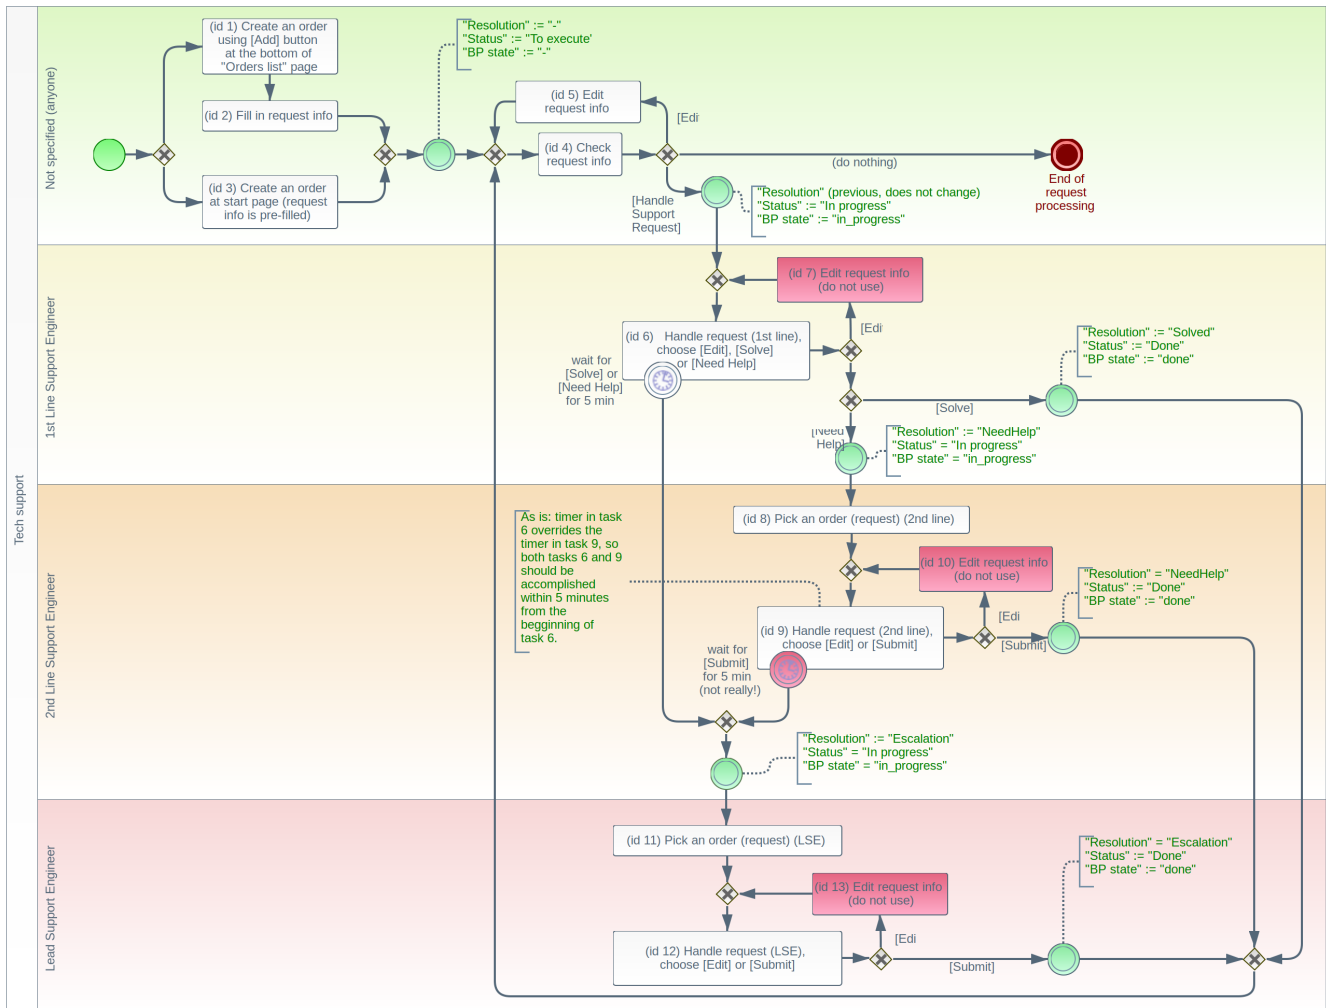 Tech support
Not specified (anyone)
(id 1) Create an order
using [Add] button
at the bottom of
"Orders list" page
(id 2) Fill in request info
(id 3) Create an order
at start page (request
info is pre-filled)
"Resolution" := "-"
"Status" := "To execute'
"BP state" := "-"
(id 5) Edit
request info
[Edi
(id 4) Check
request info
(do nothing)
End of
request
processing
[Handle
Support
Request]
"Resolution" (previous, does not change)
"Status" := "In progress"
"BP state" := "in_progress"
1st Line Support Engineer
(id 7) Edit request info
(do not use)
(id 6) Handle request (1st line),
choose [Edit], [Solve]
or [Need Help]
[Edi
wait for
[Solve] or
[Need Help]
for 5 min
"Resolution" := "Solved"
"Status" := "Done"
"BP state" := "done"
[Solve]
[Need
Help]
"Resolution" := "NeedHelp"
"Status" = "In progress"
"BP state" = "in_progress"
2nd Line Support Engineer
As is: timer in task
6 overrides the
timer in task 9, so
both tasks 6 and 9
should be
accomplished
within 5 minutes
from the
begginning of
task 6.
(id 8) Pick an order (request) (2nd line)
(id 10) Edit request info
(do not use)
(id 9) Handle request (2nd line),
choose [Edit] or [Submit]
[Edi
[Submit]
"Resolution" = "NeedHelp"
"Status" := "Done"
"BP state" := "done"
wait for
[Submit]
for 5 min
(not really!)
"Resolution" := "Escalation"
"Status" = "In progress"
"BP state" = "in_progress"
Lead Support Engineer
(id 11) Pick an order (request) (LSE)
(id 13) Edit request info
(do not use)
(id 12) Handle request (LSE),
choose [Edit] or [Submit]
[Edi
[Submit]
"Resolution" = "Escalation"
"Status" := "Done"
"BP state" := "done"